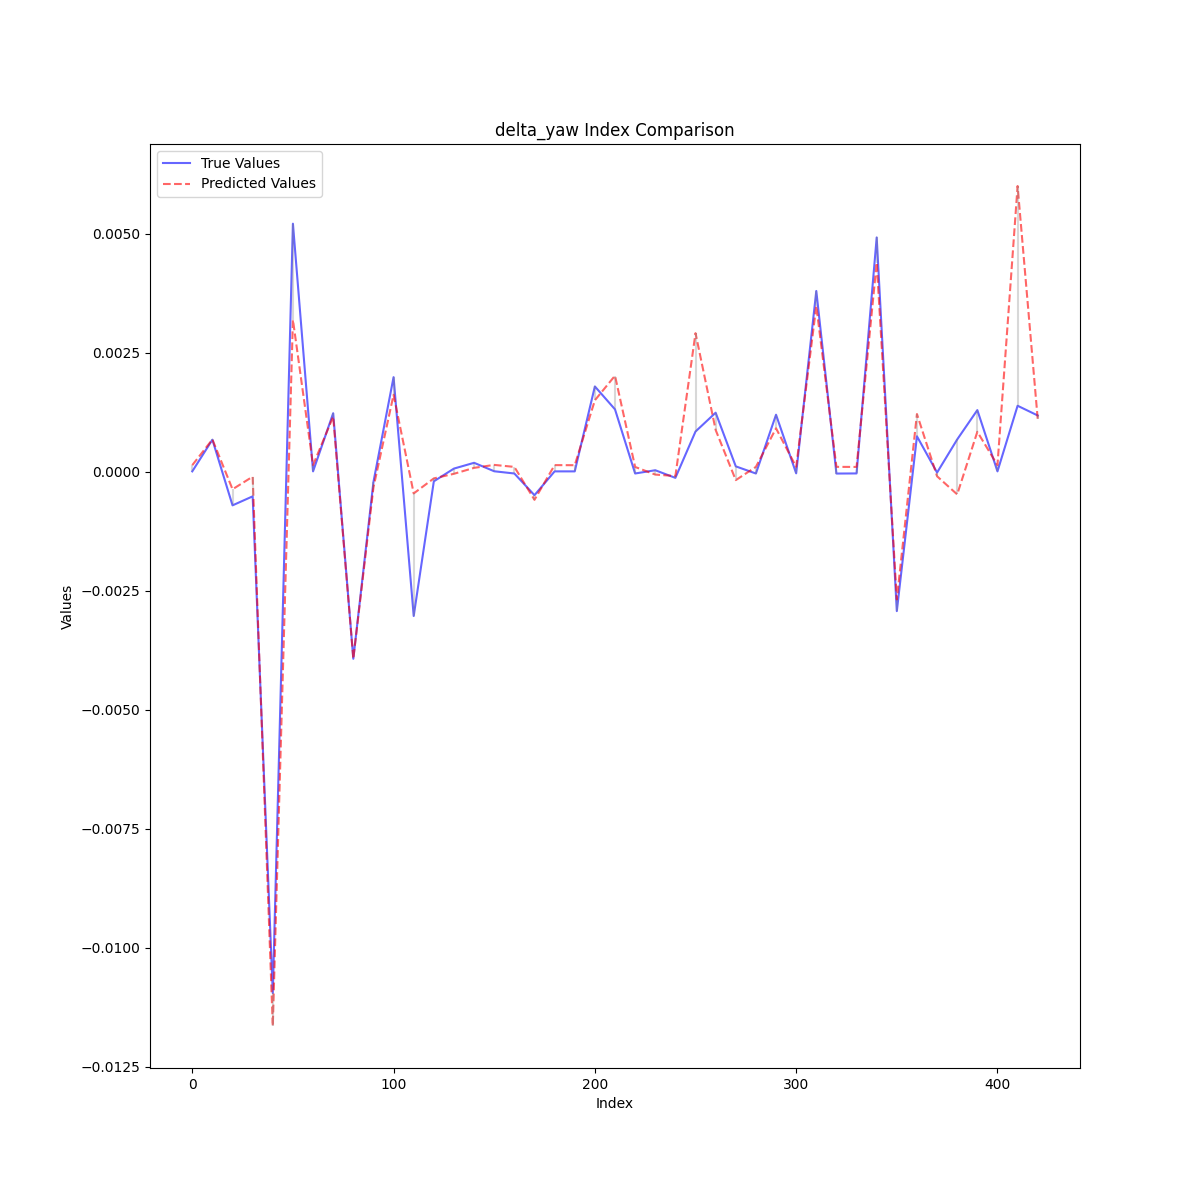 delta_yaw Index Comparison
True Values
Predicted Values
0.0050
0.0025
0.0000
−0.0025
−0.0050
−0.0075
−0.0100
−0.0125
Values
0 100 200 300 400
Index